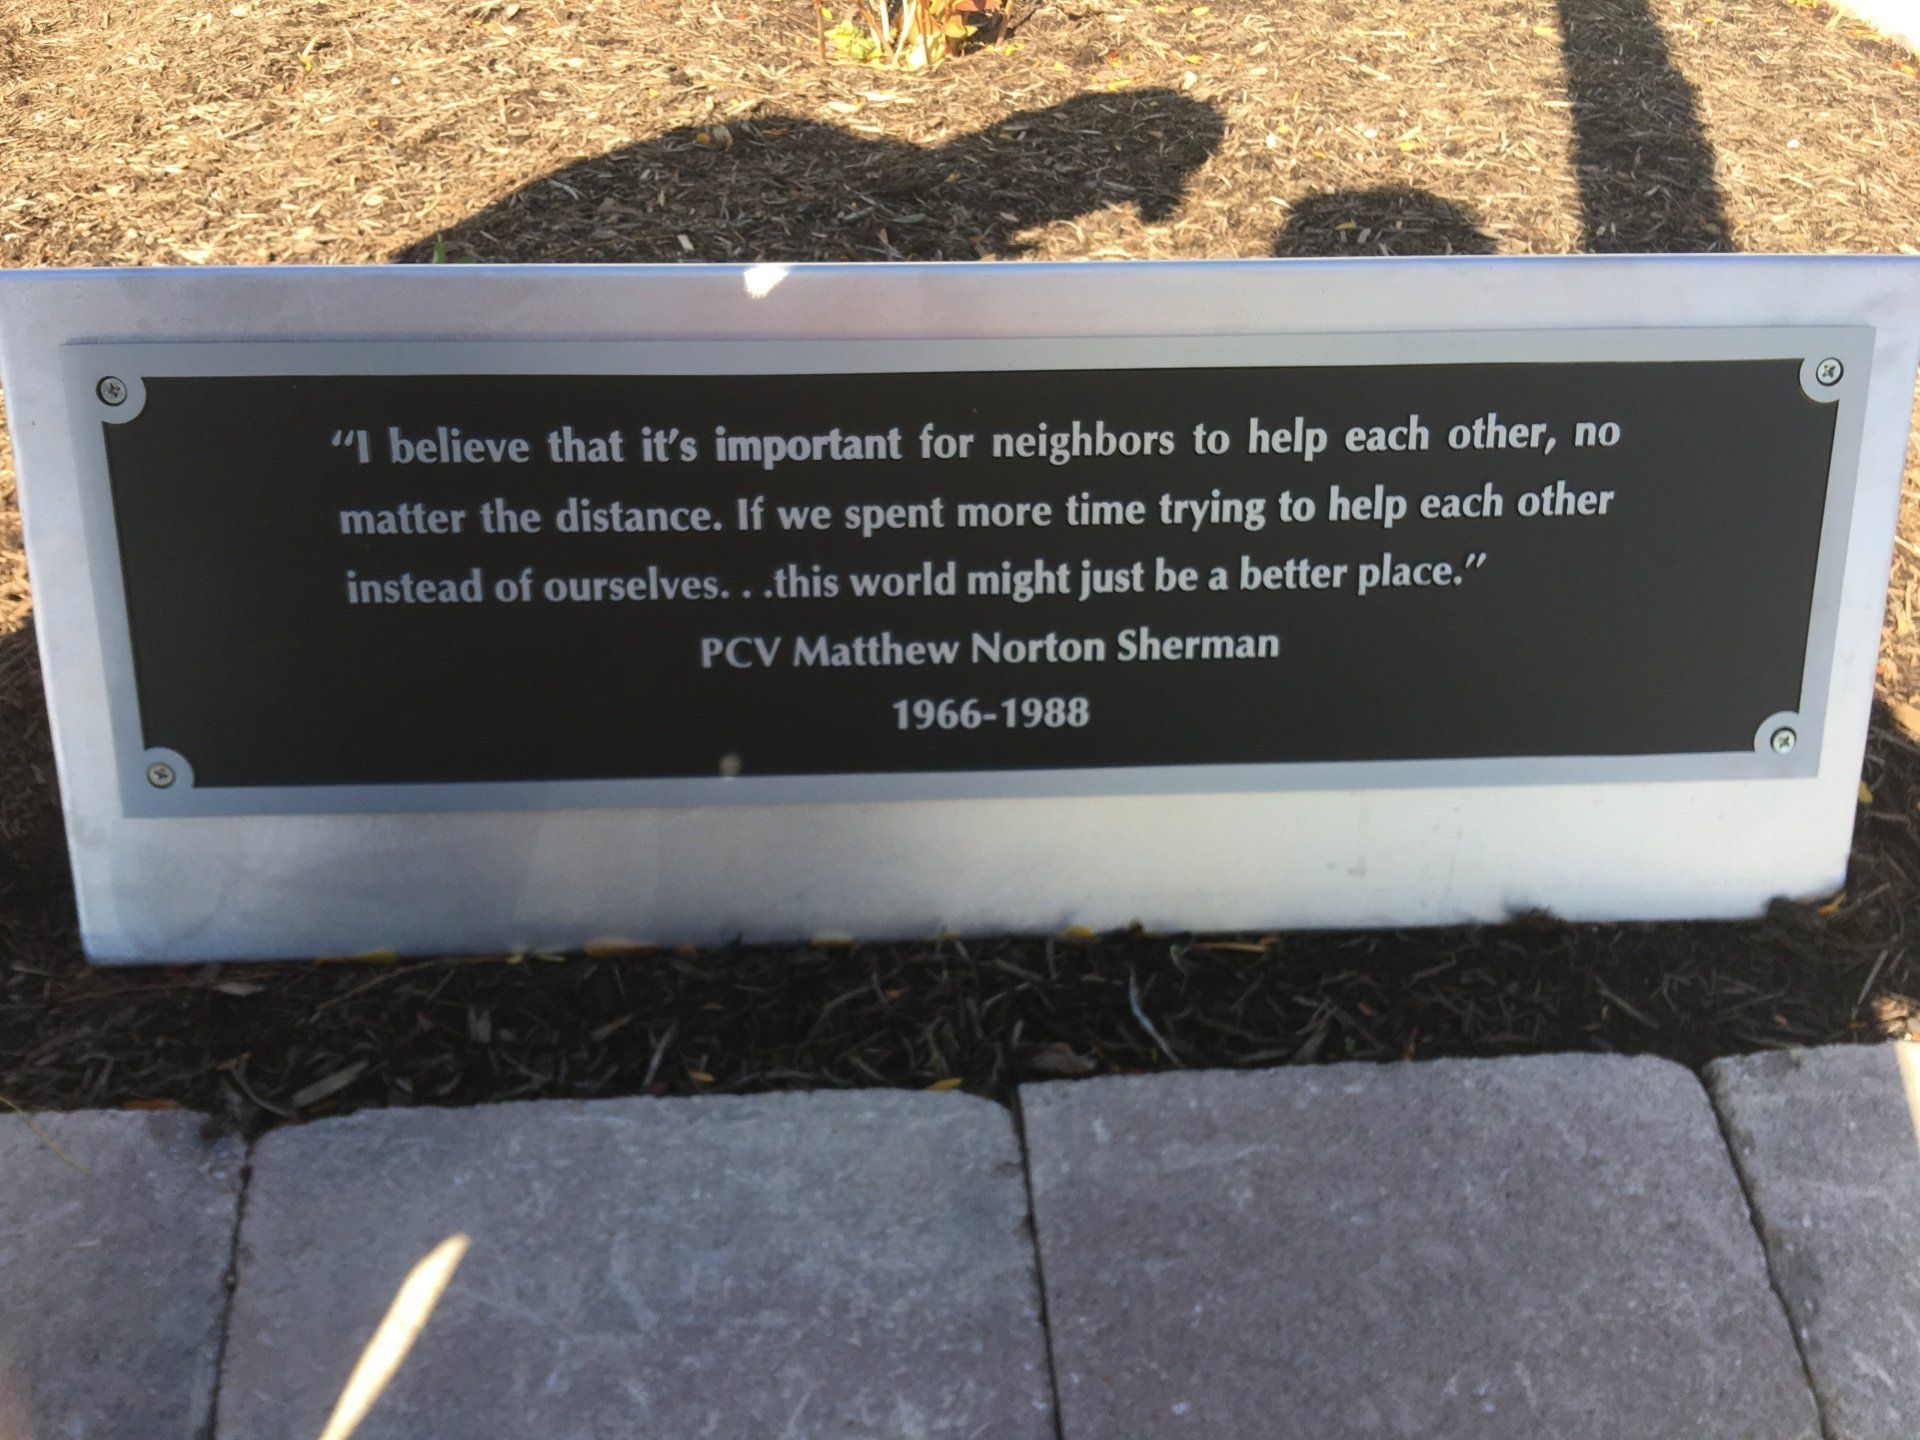 “I believe that it’s important for neighbors to help each other, no
matter the distance. If we spent more time trying to help each other
instead of ourselves. . .this world might just be a better place.”
PCV Matthew Norton Sherman
1966-1988